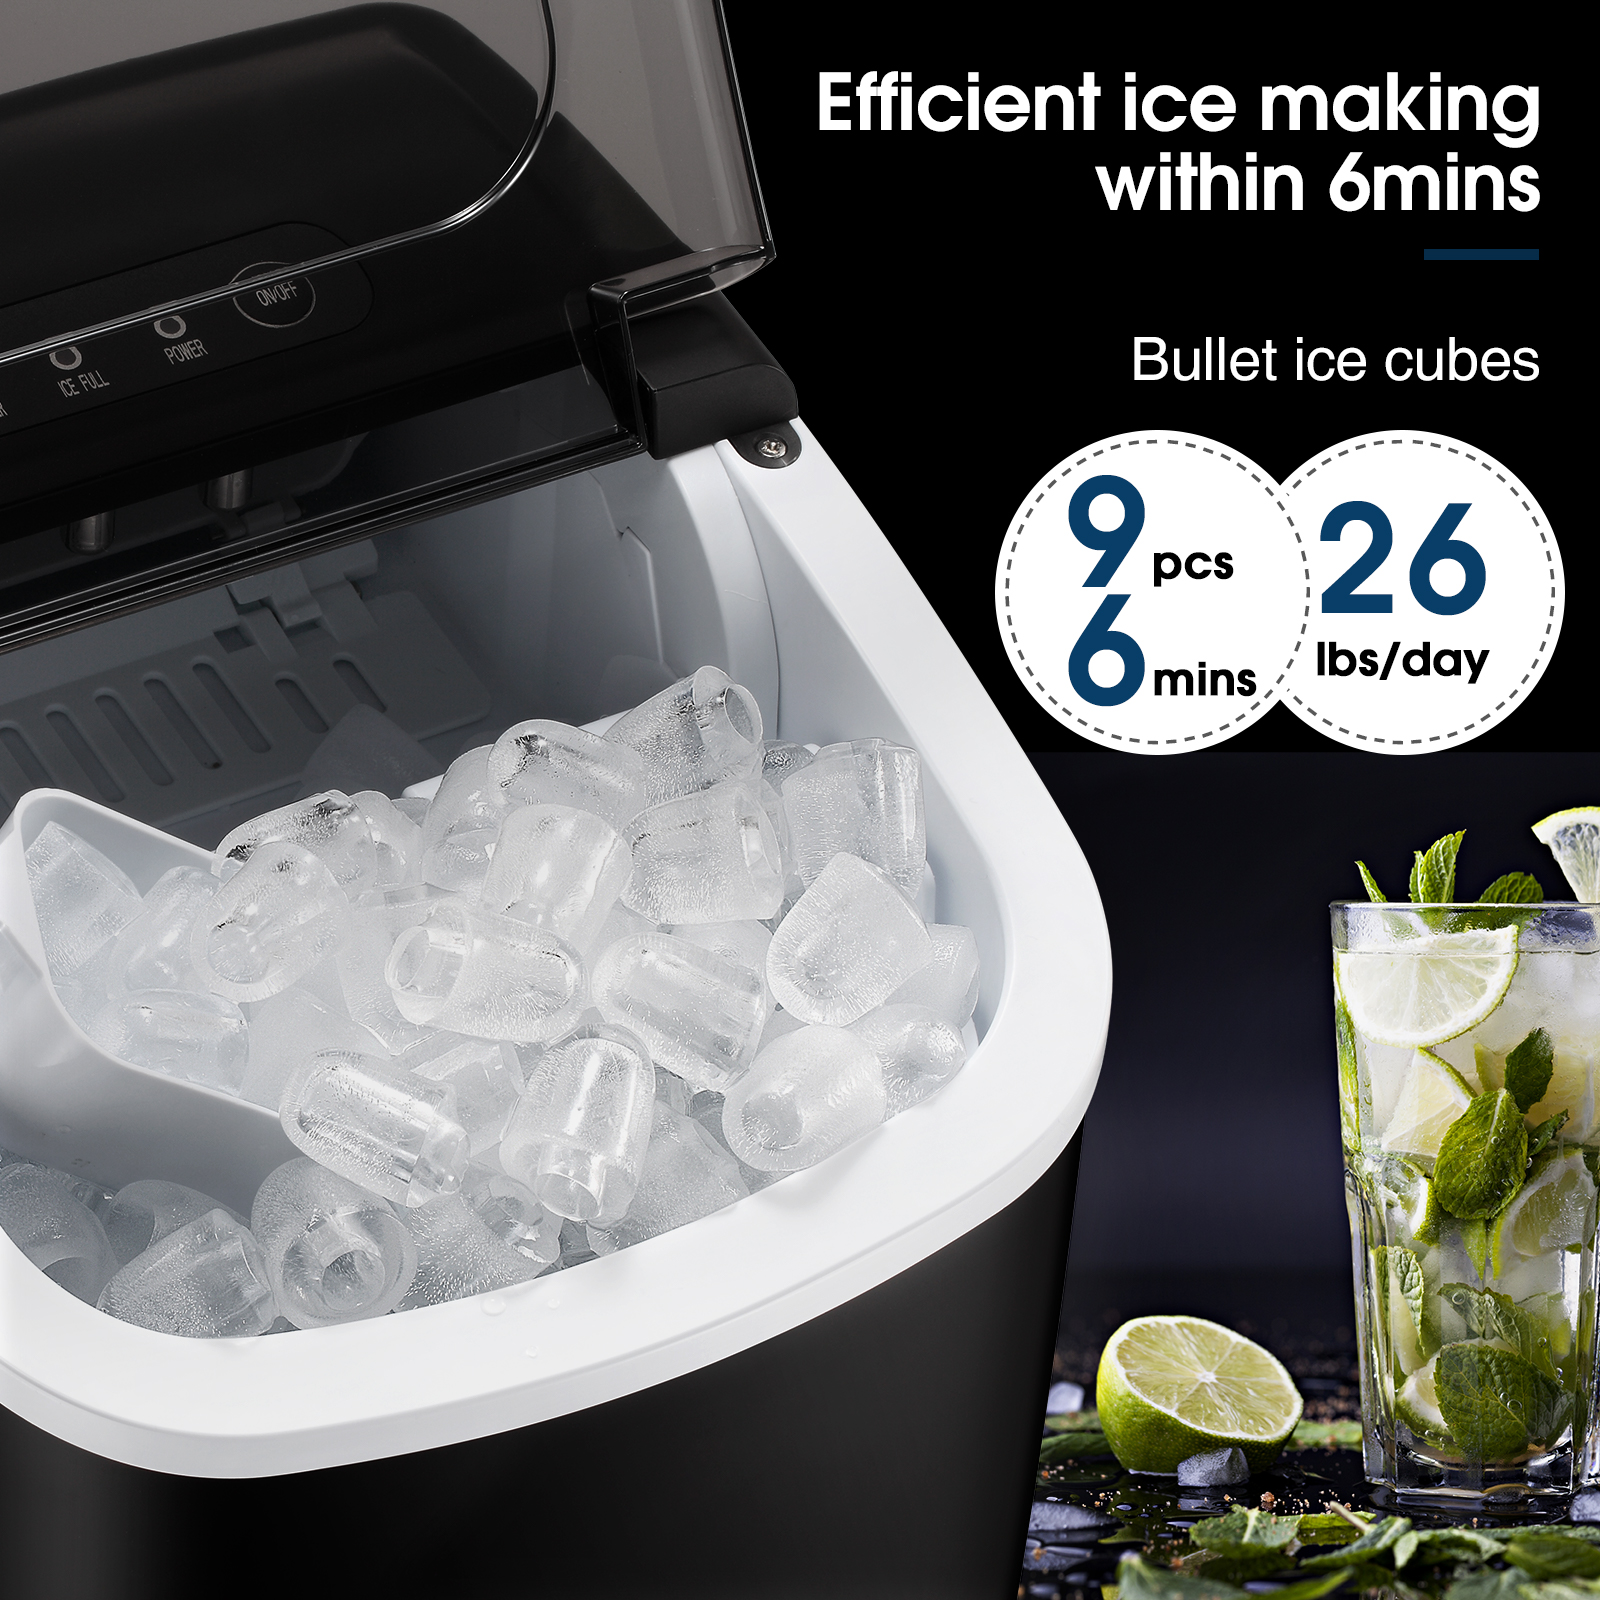 Efficient ice making
within 6mins
Bullet ice cubes
9 pcs
6 mins
26
lbs/day
ON/OFF
POWER
ICE FULL